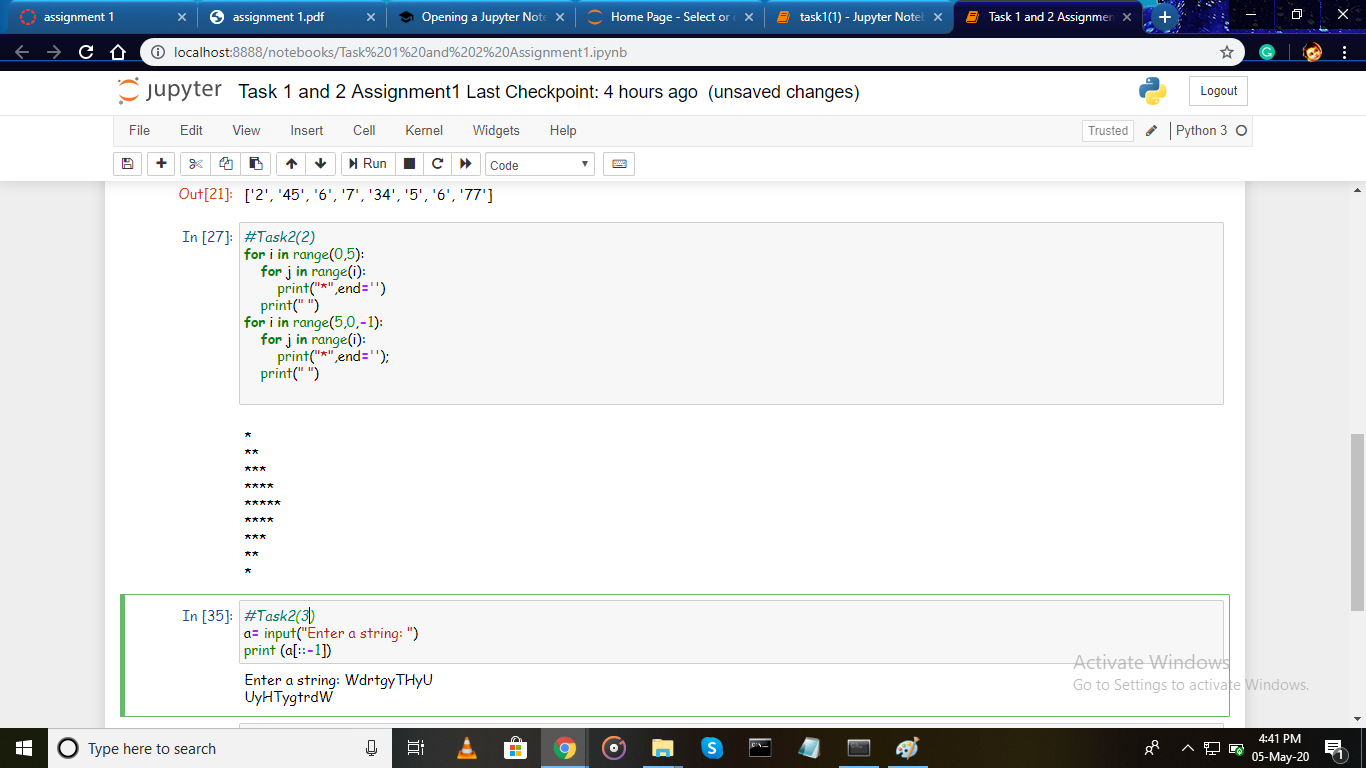 assignment 1
assignment 1.pdf
Opening a Jupyter Note
Home Page - Select or
task1(1) - Jupyter Noteb
Task 1 and 2 Assignmen
localhost:8888/notebooks/Task%201%20and%202%20Assignment1.ipynb
jupyter Task 1 and 2 Assignment1 Last Checkpoint: 4 hours ago (unsaved changes)
Logout
File Edit View Insert Cell Kernel Widgets Help
Trusted Python 3
Run Code
Out[21]: ['2', '45', '6', '7', '34', '5', '6', '77']
In [27]: #Task2(2)
for i in range(0,5):
    for j in range(i):
        print("*",end='')
    print(" ")
for i in range(5,0,-1):
    for j in range(i):
        print("*",end='');
    print(" ")
*
**
***
****
*****
****
***
**
*
In [35]: #Task2(3)
a= input("Enter a string: ")
print (a[::-1])
Enter a string: WdrtgyTHyU
UyHTygtrdW
Activate Windows
Go to Settings to activate Windows.
Type here to search
4:41 PM
05-May-20
1